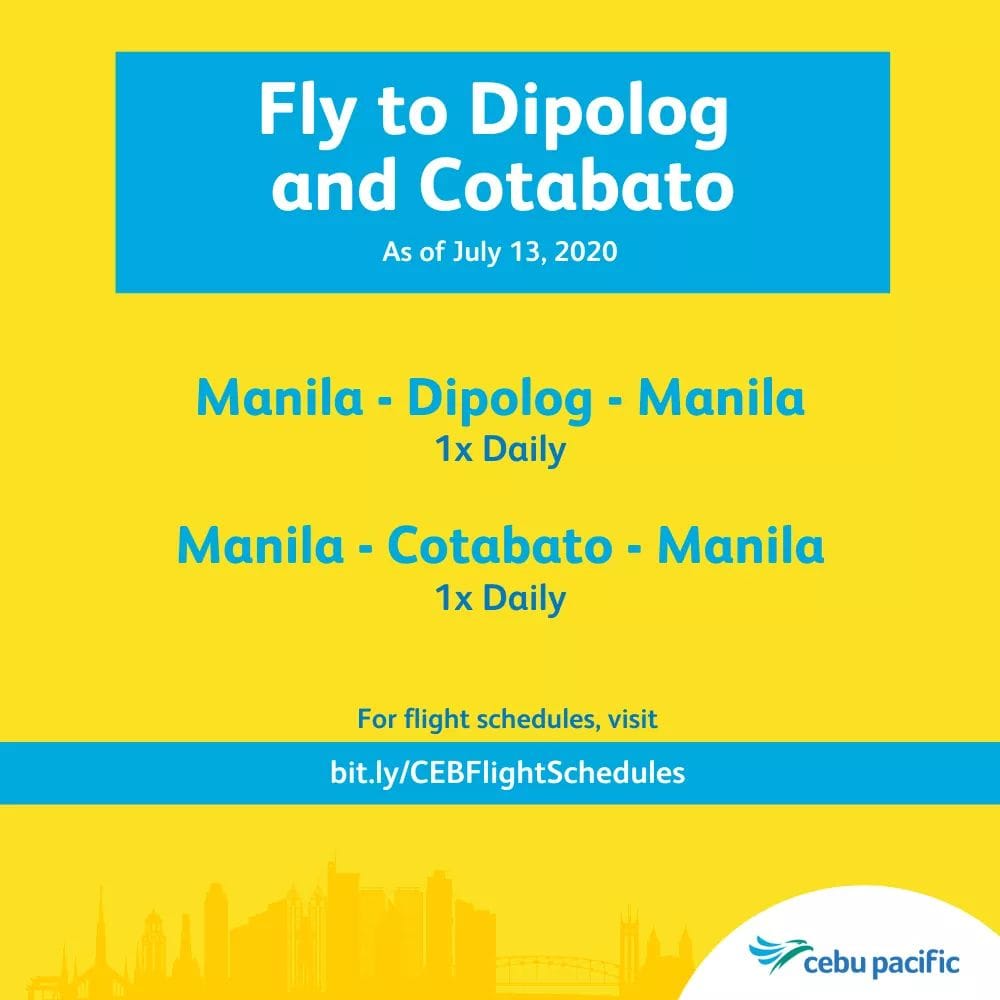 Fly to Dipolog
and Cotabato
As of July 13, 2020
Manila - Dipolog - Manila
1x Daily
Manila - Cotabato - Manila
1x Daily
For flight schedules, visit
bit.ly/CEBFlightSchedules
cebu pacific